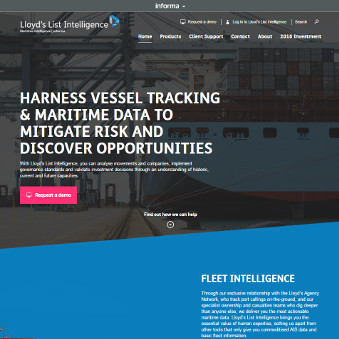 informa
Request a demo
Log in to Lloyd's List Intelligence
Search
Lloyd's List Intelligence
Maritime intelligence | informa
Home Products Client Support Contact About 2016 Investment
HARNESS VESSEL TRACKING
& MARITIME DATA TO
MITIGATE RISK AND
DISCOVER OPPORTUNITIES
With Lloyd's List Intelligence, you can analyse movements and companies, implement
governance standards and validate investment decisions through an understanding of historic,
current and future capacities.
Request a demo
Find out how we can help
FLEET INTELLIGENCE
Through our exclusive relationship with the Lloyd's Agency
Network, who track port callings on-the-ground, and our
specialist ownership and casualties teams who dig deeper
than anyone else, we deliver you the most actionable
maritime data. Lloyd's List Intelligence brings you the
essential value of human expertise, setting us apart from
other tools that only give you commoditized AIS data and
basic fleet information